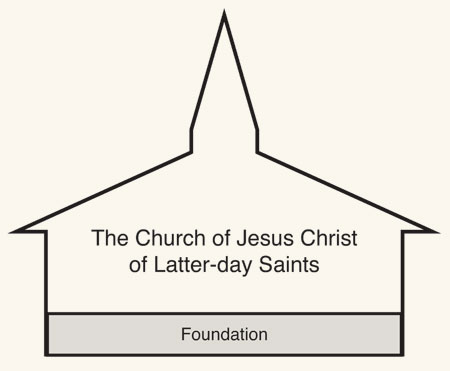 The Church of Jesus Christ
of Latter-day Saints
Foundation